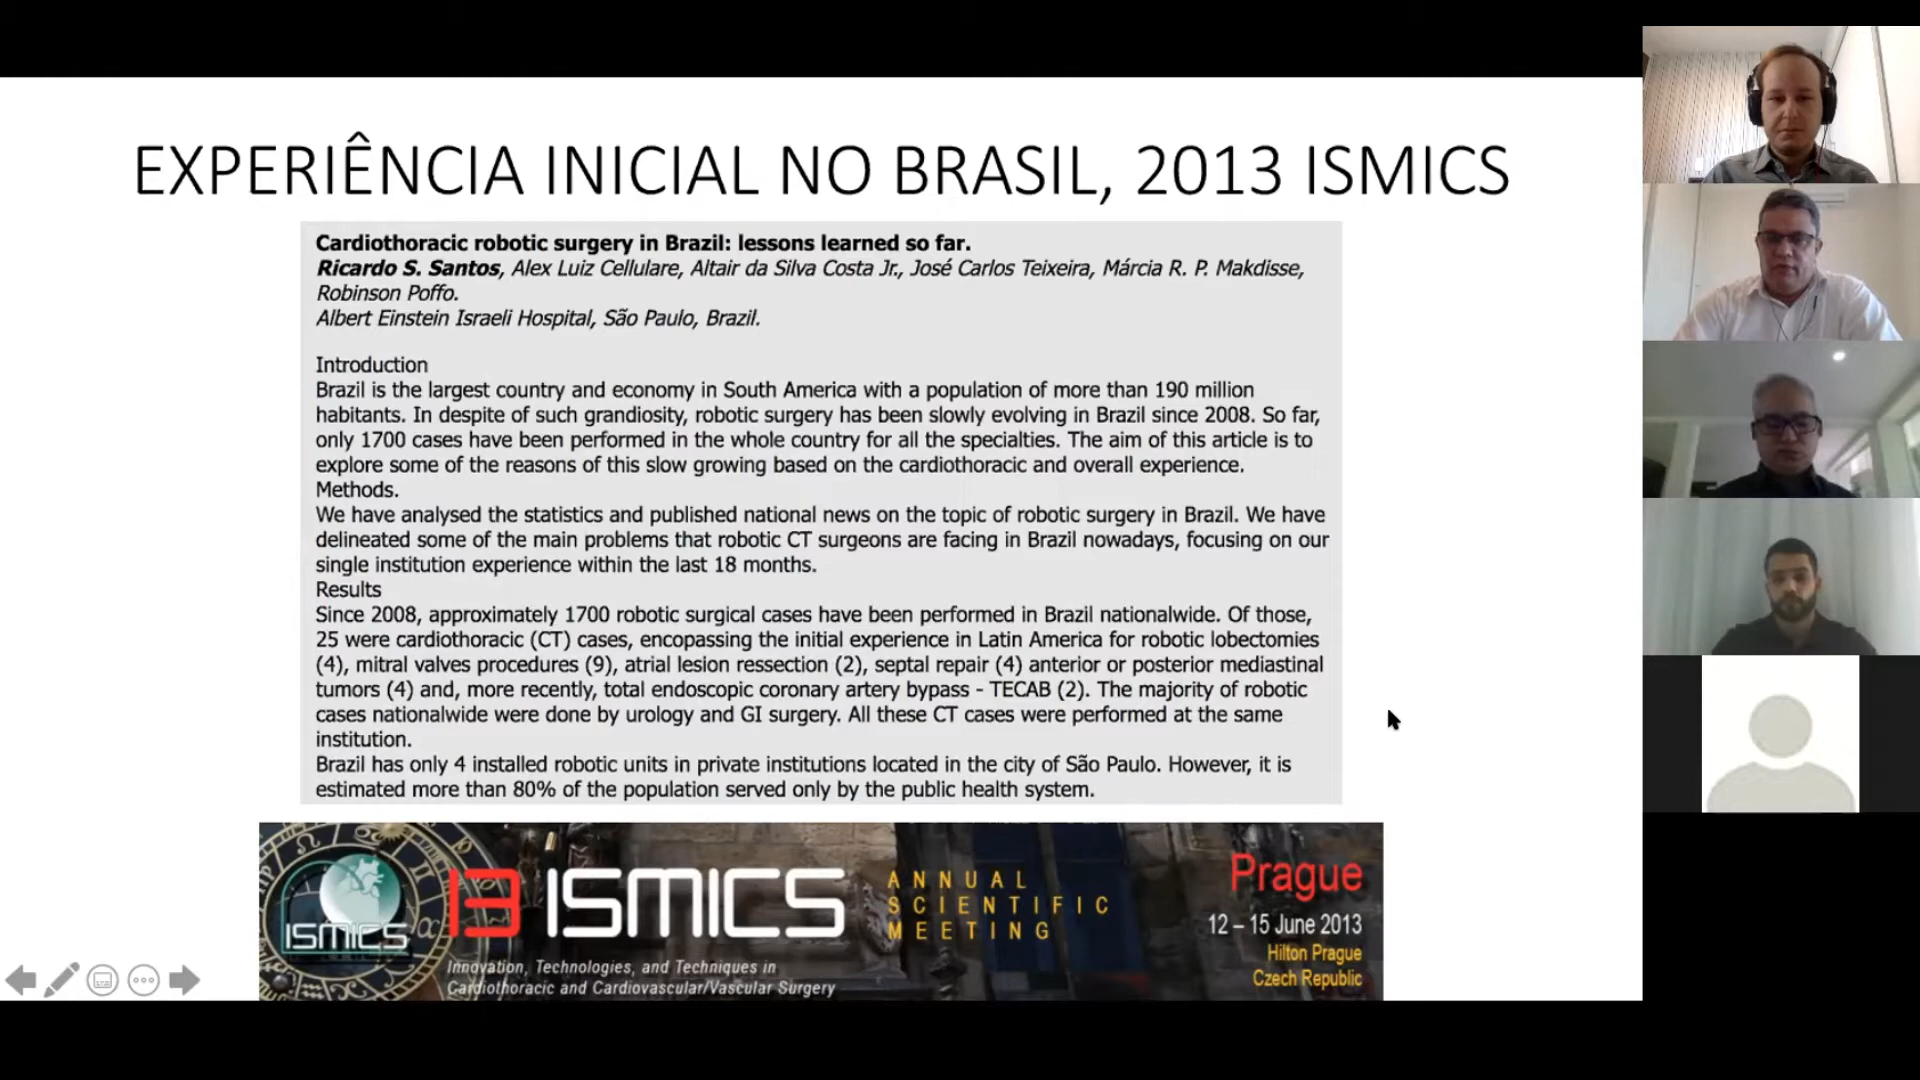 EXPERIÊNCIA INICIAL NO BRASIL, 2013 ISMICS
Cardiothoracic robotic surgery in Brazil: lessons learned so far.
Ricardo S. Santos, Alex Luiz Cellulare, Altair da Silva Costa Jr., José Carlos Teixeira, Márcia R. P. Makdisse,
Robinson Poffo.
Albert Einstein Israeli Hospital, São Paulo, Brazil.
Introduction
Brazil is the largest country and economy in South America with a population of more than 190 million
habitants. In despite of such grandiosity, robotic surgery has been slowly evolving in Brazil since 2008. So far,
only 1700 cases have been performed in the whole country for all the specialties. The aim of this article is to
explore some of the reasons of this slow growing based on the cardiothoracic and overall experience.
Methods.
We have analysed the statistics and published national news on the topic of robotic surgery in Brazil. We have
delineated some of the main problems that robotic CT surgeons are facing in Brazil nowadays, focusing on our
single institution experience within the last 18 months.
Results
Since 2008, approximately 1700 robotic surgical cases have been performed in Brazil nationalwide. Of those,
25 were cardiothoracic (CT) cases, encopassing the initial experience in Latin America for robotic lobectomies
(4), mitral valves procedures (9), atrial lesion ressection (2), septal repair (4) anterior or posterior mediastinal
tumors (4) and, more recently, total endoscopic coronary artery bypass - TECAB (2). The majority of robotic
cases nationalwide were done by urology and GI surgery. All these CT cases were performed at the same
institution.
Brazil has only 4 installed robotic units in private institutions located in the city of São Paulo. However, it is
estimated more than 80% of the population served only by the public health system.
ISMICS
13 ISMICS
ANNUAL
SCIENTIFIC
MEETING
Innovation, Technologies, and Techniques in
Cardiothoracic and Cardiovascular/Vascular Surgery
Prague
12 – 15 June 2013
Hilton Prague
Czech Republic